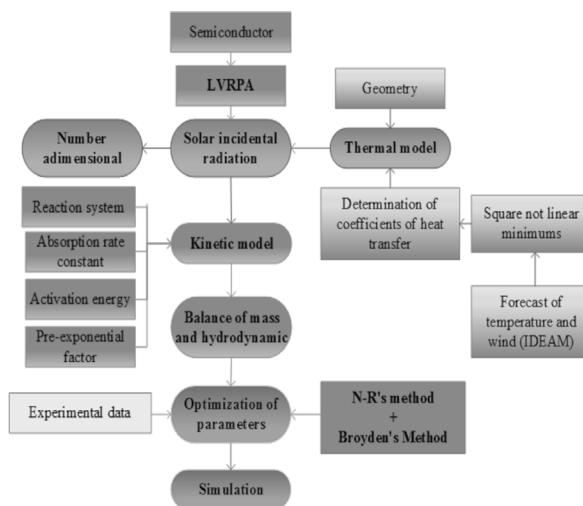 Semiconductor
LVRPA
Geometry
Number
adimensional
Solar incidental
radiation
Thermal model
Reaction system
Absorption rate
constant
Activation energy
Pre-exponential
factor
Kinetic model
Determination of
coefficients of heat
transfer
Square not linear
minimums
Forecast of
temperature and
wind (IDEAM)
Balance of mass
and hydrodynamic
Experimental data
Optimization of
parameters
N-R's method
+
Broyden's Method
Simulation